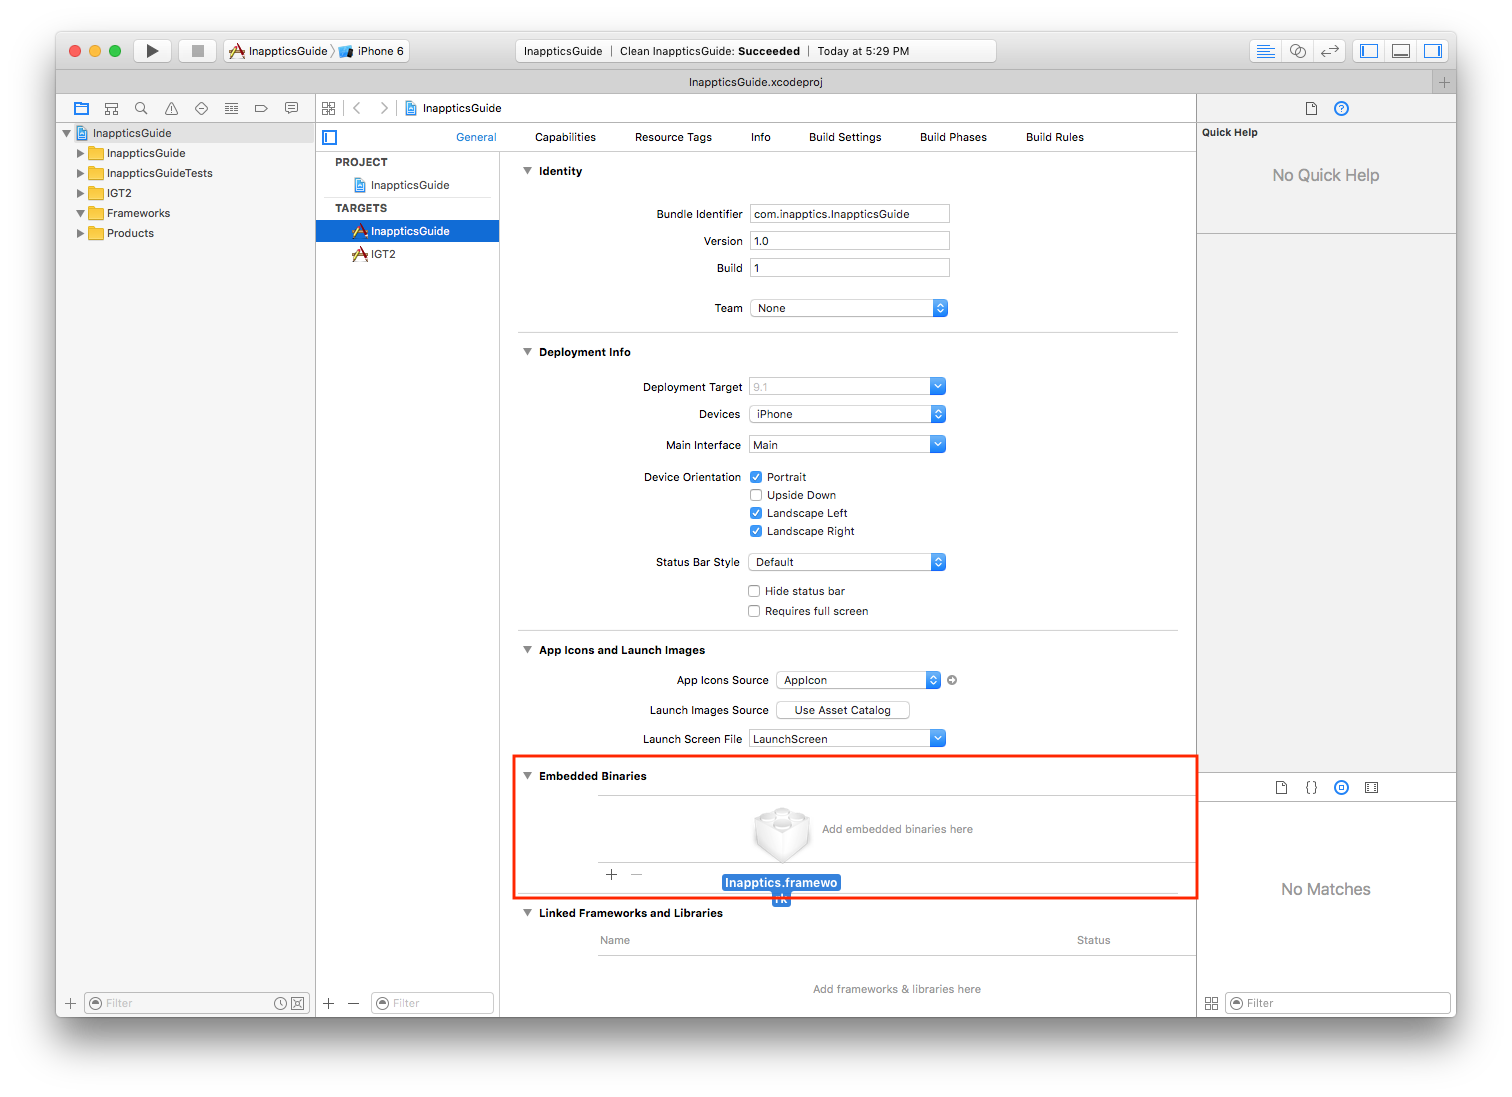 InappticsGuide
iPhone 6
InappticsGuide | Clean InappticsGuide: Succeeded | Today at 5:29 PM
InappticsGuide.xcodeproj
InappticsGuide
InappticsGuide
InappticsGuideTests
IGT2
Frameworks
Products
Filter
InappticsGuide
General Capabilities Resource Tags Info Build Settings Build Phases Build Rules
PROJECT
InappticsGuide
TARGETS
InappticsGuide
IGT2
Filter
Identity
Bundle Identifier com.inapptics.InappticsGuide
Version 1.0
Build 1
Team None
Deployment Info
Deployment Target 9.1
Devices iPhone
Main Interface Main
Device Orientation Portrait
Upside Down
Landscape Left
Landscape Right
Status Bar Style Default
Hide status bar
Requires full screen
App Icons and Launch Images
App Icons Source AppIcon
Launch Images Source Use Asset Catalog
Launch Screen File LaunchScreen
Embedded Binaries
Add embedded binaries here
Inapptics.framewo
rk
Linked Frameworks and Libraries
Name Status
Add frameworks & libraries here
Quick Help
No Quick Help
No Matches
Filter